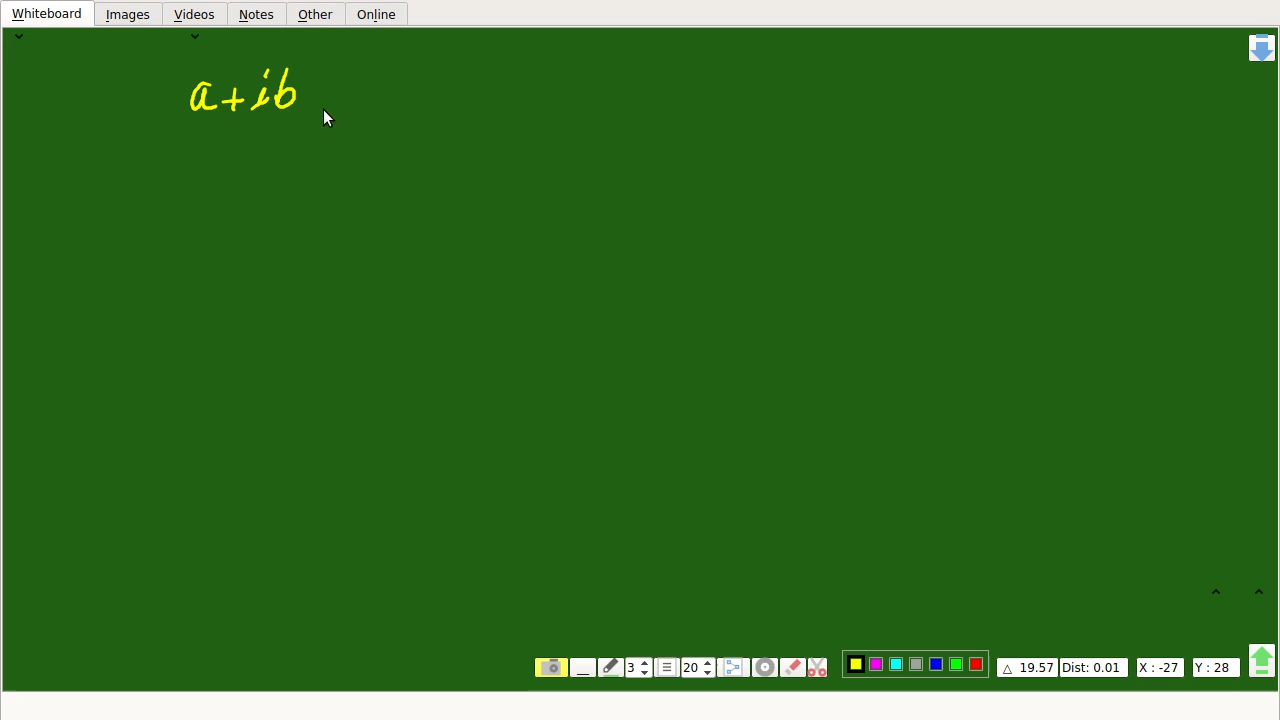 Whiteboard Images Videos Notes Other Online
a+ib
3 20 △ 19.57 Dist: 0.01 X : -27 Y : 28